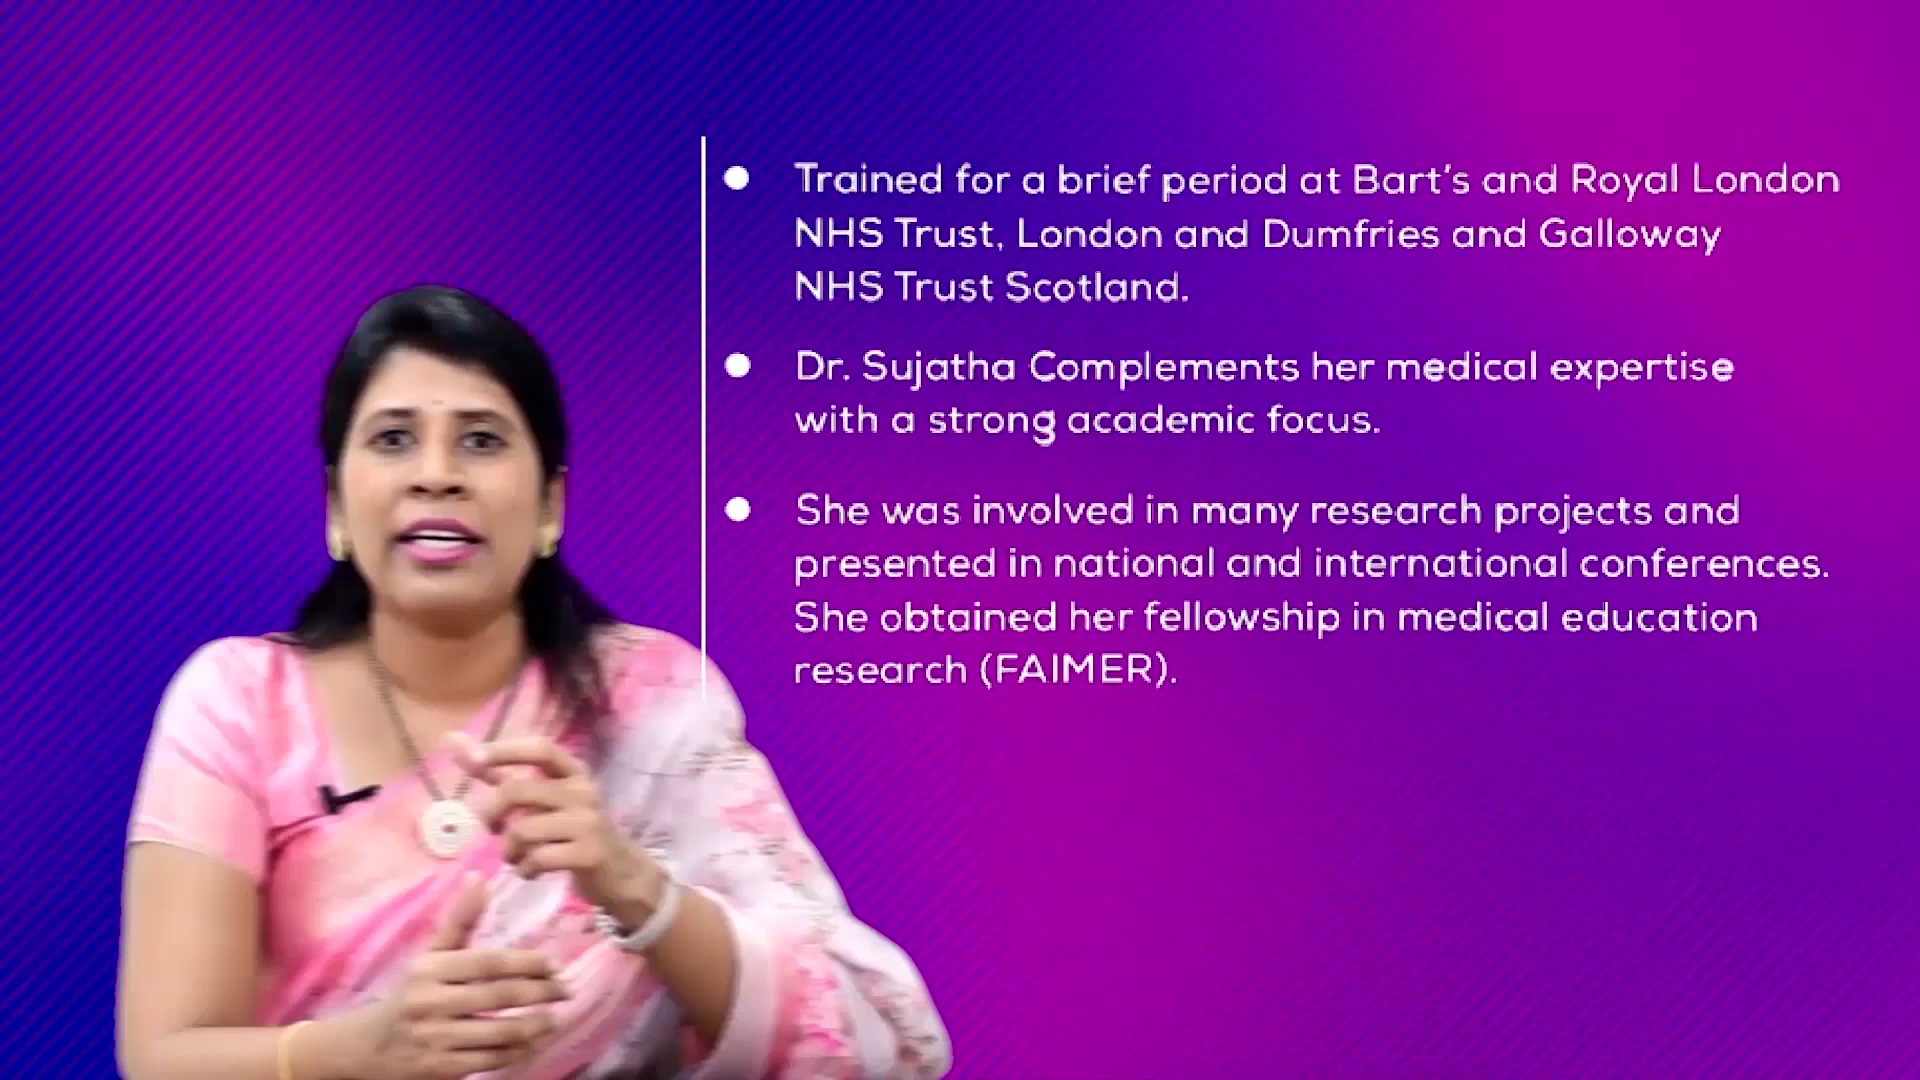 Trained for a brief period at Bart's and Royal London
NHS Trust, London and Dumfries and Galloway
NHS Trust Scotland.
Dr. Sujatha Complements her medical expertise
with a strong academic focus.
She was involved in many research projects and
presented in national and international conferences.
She obtained her fellowship in medical education
research (FAIMER).